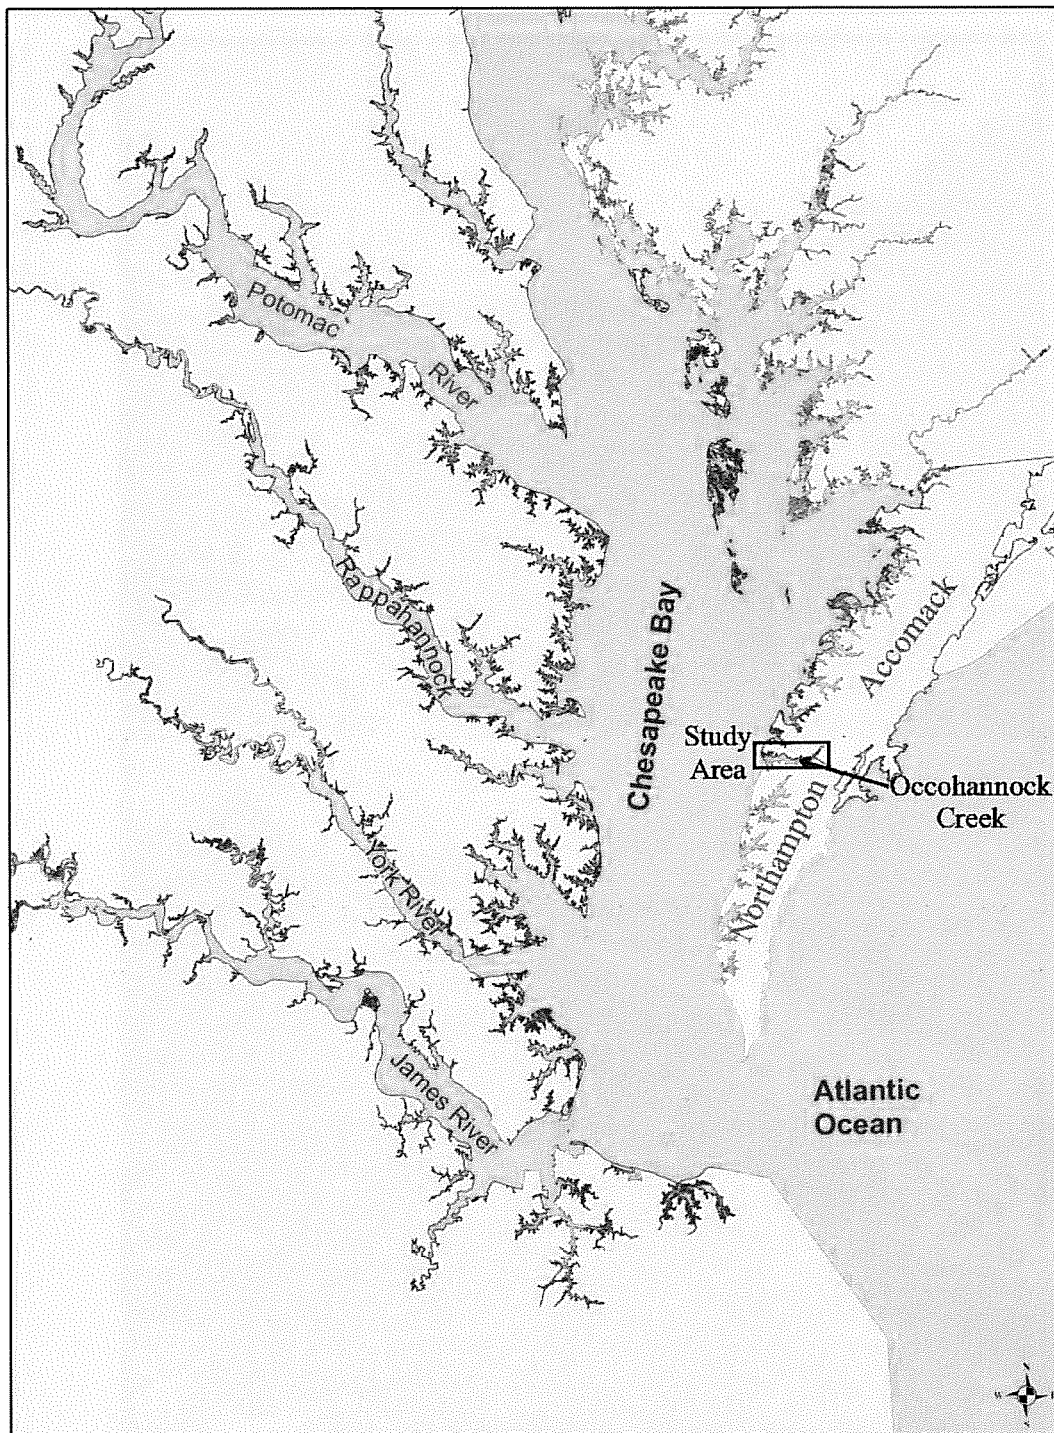 Potomac
River
Rappahannock
Chesapeake Bay
Accomack
Study
Area
Occohannock
Creek
Northampton
York River
James River
Atlantic
Ocean
W